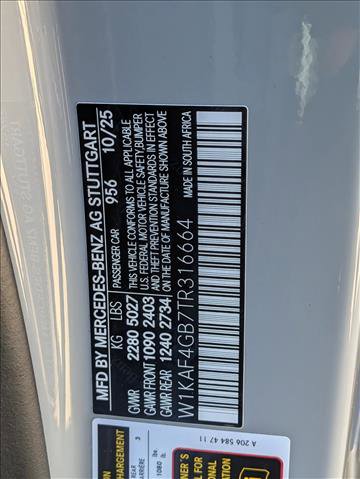 MFD BY MERCEDES-BENZ AG STUTTGART
PASSENGER CAR 956 10/25
KG LBS
GVWR 2280 5027
GAWR FRONT 1090 2403
GAWR REAR 1240 2734
THIS VEHICLE CONFORMS TO ALL APPLICABLE
U.S. FEDERAL MOTOR VEHICLE SAFETY, BUMPER
AND THEFT PREVENTION STANDARDS IN EFFECT
ON THE DATE OF MANUFACTURE SHOWN ABOVE
MADE IN SOUTH AFRICA
W1KAF4GB7TR316664
A 206 584 47 11
3
1080 lbs.